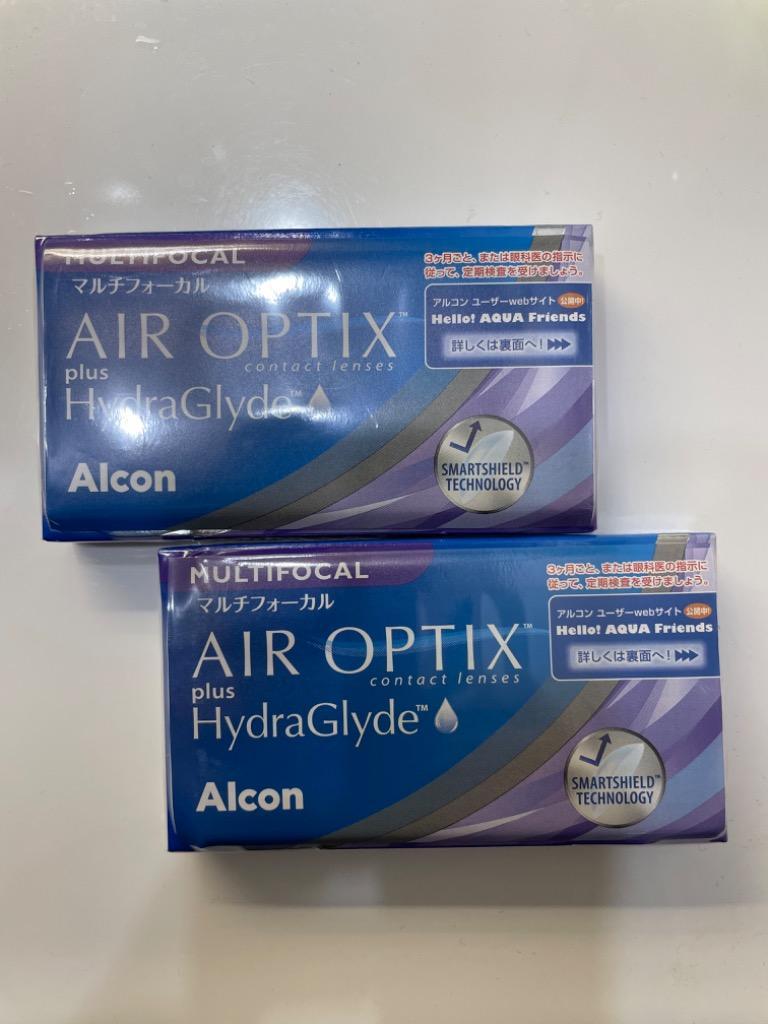 MULTIFOCAL
マルチフォーカル
AIR OPTIX™
contact lenses
plus
HydraGlyde™
Alcon
3ヶ月ごと、または眼科医の指示に
従って、定期検査を受けましょう。
アルコン ユーザーwebサイト 公開中!
Hello! AQUA Friends
詳しくは裏面へ!
SMARTSHIELD™
TECHNOLOGY
MULTIFOCAL
マルチフォーカル
AIR OPTIX™
contact lenses
plus
HydraGlyde™
Alcon
3ヶ月ごと、または眼科医の指示に
従って、定期検査を受けましょう。
アルコン ユーザーwebサイト 公開中!
Hello! AQUA Friends
詳しくは裏面へ!
SMARTSHIELD™
TECHNOLOGY